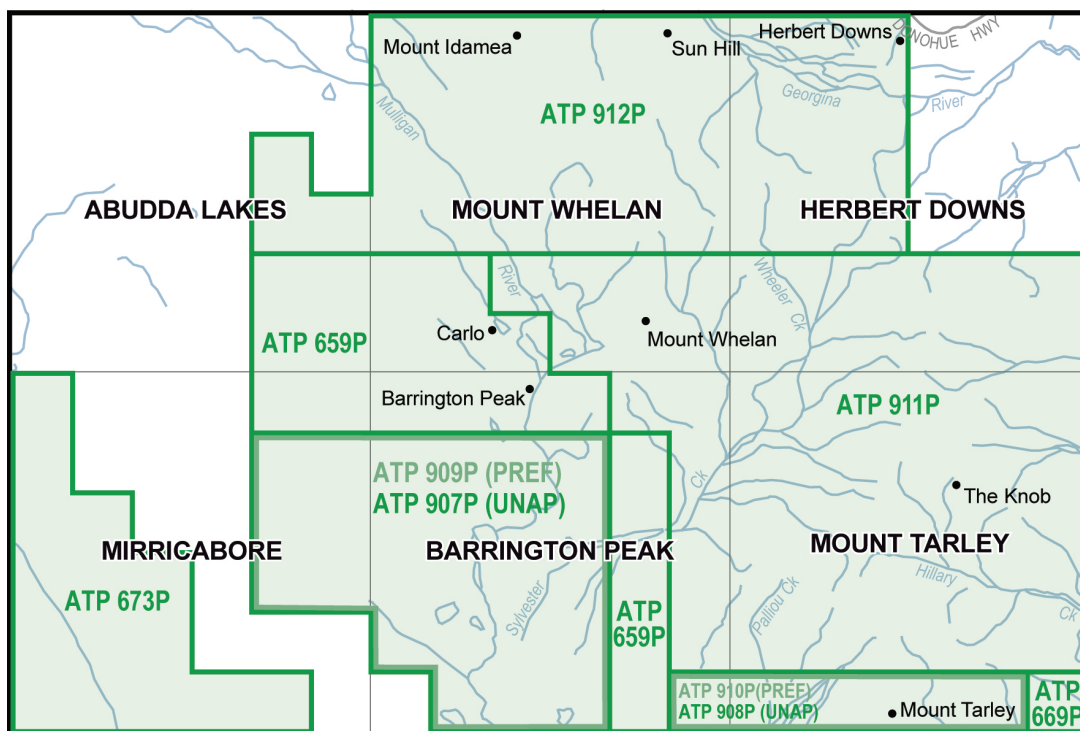 Mount Idamea
Sun Hill
Herbert Downs
DONOHUE HWY
Mulligan
Georgina
River
ATP 912P
ABUDDA LAKES
MOUNT WHELAN
HERBERT DOWNS
River
Wheeler Ck
ATP 659P
Carlo
Mount Whelan
Barrington Peak
ATP 911P
ATP 909P (PREF)
ATP 907P (UNAP)
Ck
The Knob
MIRRICABORE
BARRINGTON PEAK
MOUNT TARLEY
Hillary
Ck
ATP 673P
Sylvester
ATP
659P
Palliou Ck
ATP 910P(PREF)
ATP 908P (UNAP)
Mount Tarley
ATP
669P